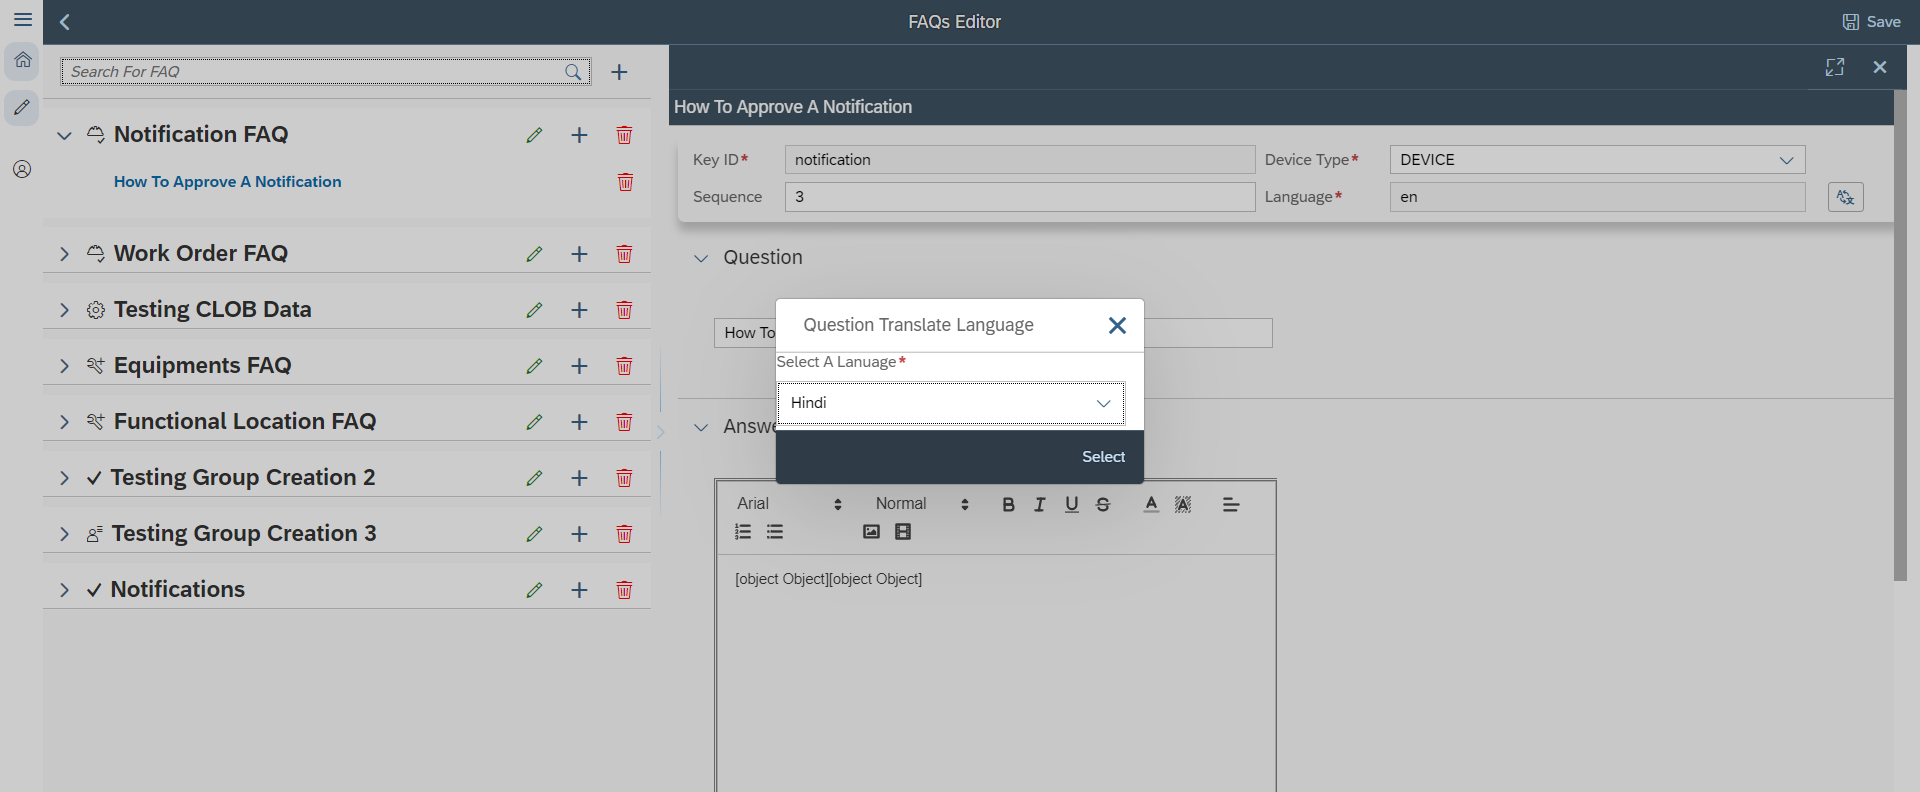 FAQs Editor
Save
Search For FAQ
Notification FAQ
How To Approve A Notification
Work Order FAQ
Testing CLOB Data
Equipments FAQ
Functional Location FAQ
Testing Group Creation 2
Testing Group Creation 3
Notifications
How To Approve A Notification
Key ID*
notification
Device Type*
DEVICE
Sequence
3
Language*
en
Question
How To
Question Translate Language
Select A Lanuage*
Hindi
Select
Answe
Arial
Normal
B I U S A A
[object Object][object Object]